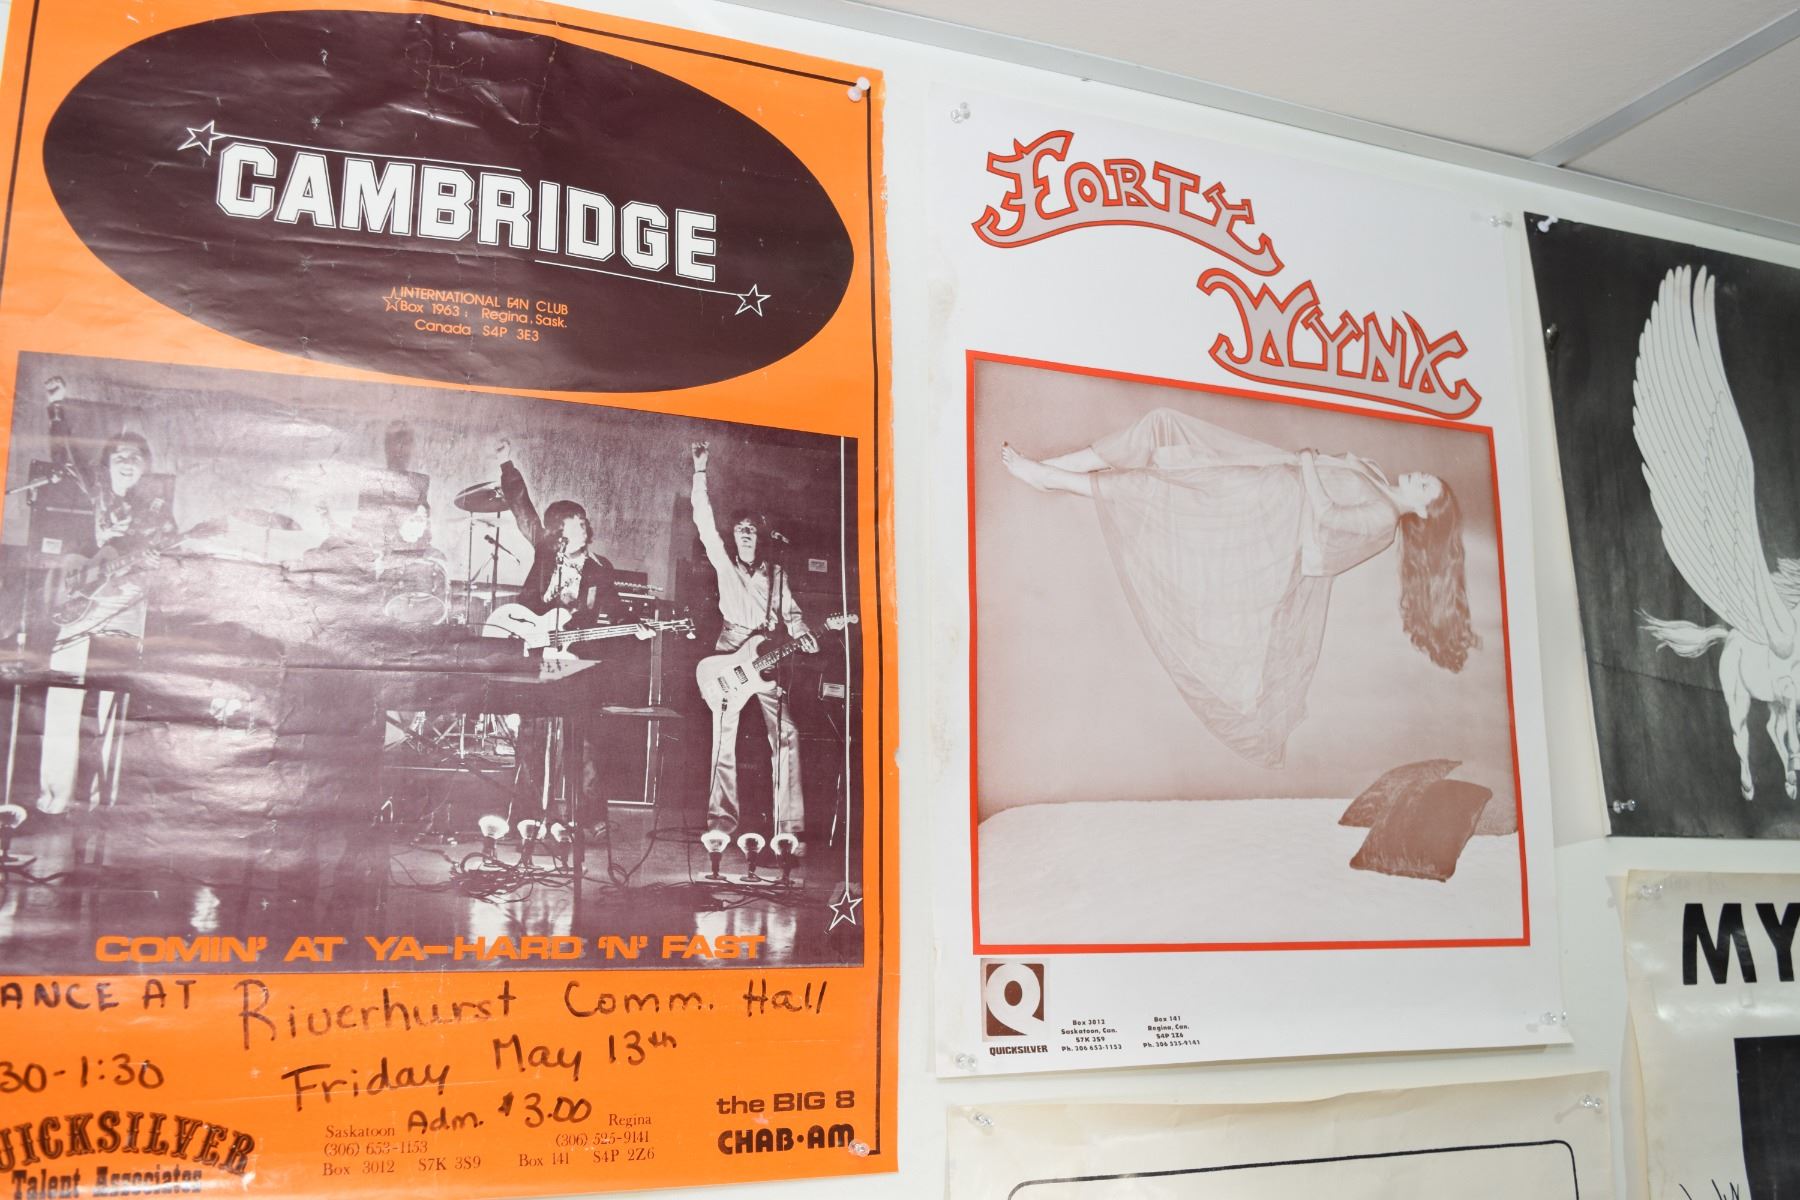 CAMBRIDGE
INTERNATIONAL FAN CLUB
Box 1963, Regina, Sask.
Canada S4P 3E3
COMIN' AT YA-HARD 'N' FAST
ANCE AT Riverhurst Comm. Hall
30-1:30 Friday May 13th
Adm. $3.00
QUICKSILVER
Talent Associates
Saskatoon
(306) 653-1153
Box 3012 S7K 3S9
Regina
(306) 525-9141
Box 141 S4P 2Z6
the BIG 8
CHAB·AM
FORTY
WYNX
QUICKSILVER
Box 3012
Saskatoon, Can.
S7K 3S9
Ph. 306 653-1153
Box 141
Regina, Can.
S4P 2Z6
Ph. 306 525-9141
MY